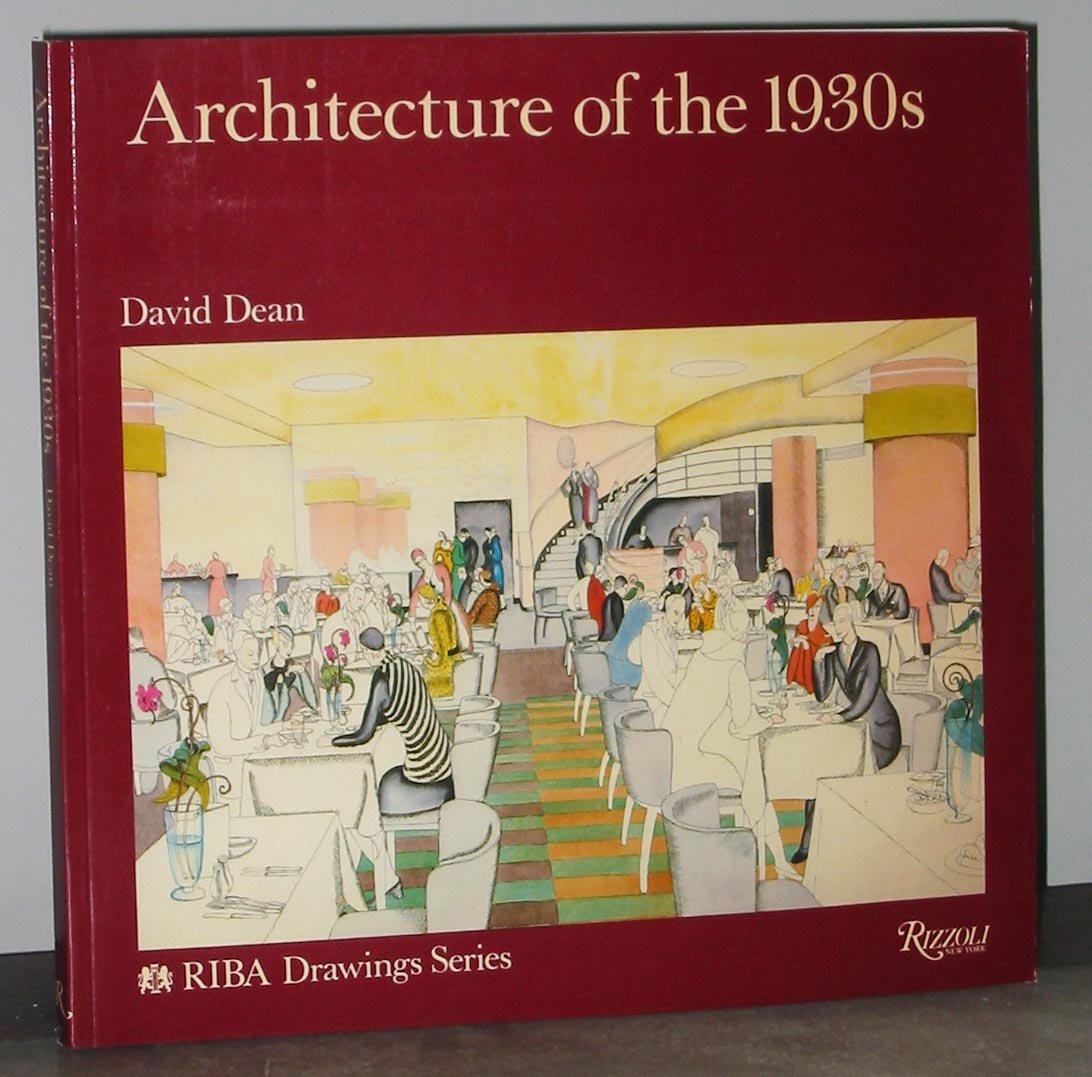 Architecture of the 1930s
David Dean
RIBA Drawings Series
RIZZOLI
NEW YORK
Architecture of the 1930s
David Dean
R